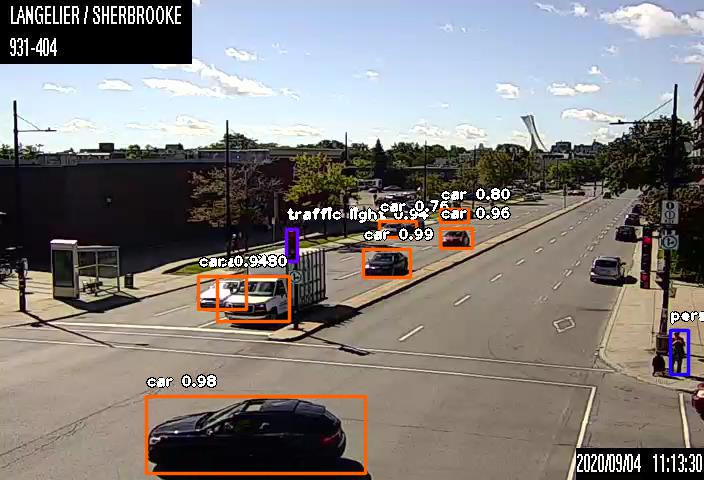 LANGELIER / SHERBROOKE
931-404
car 0.80
car 0.76
traffic light 0.94
car 0.96
car 0.99
car 0.98
2020/09/04 11:13:30